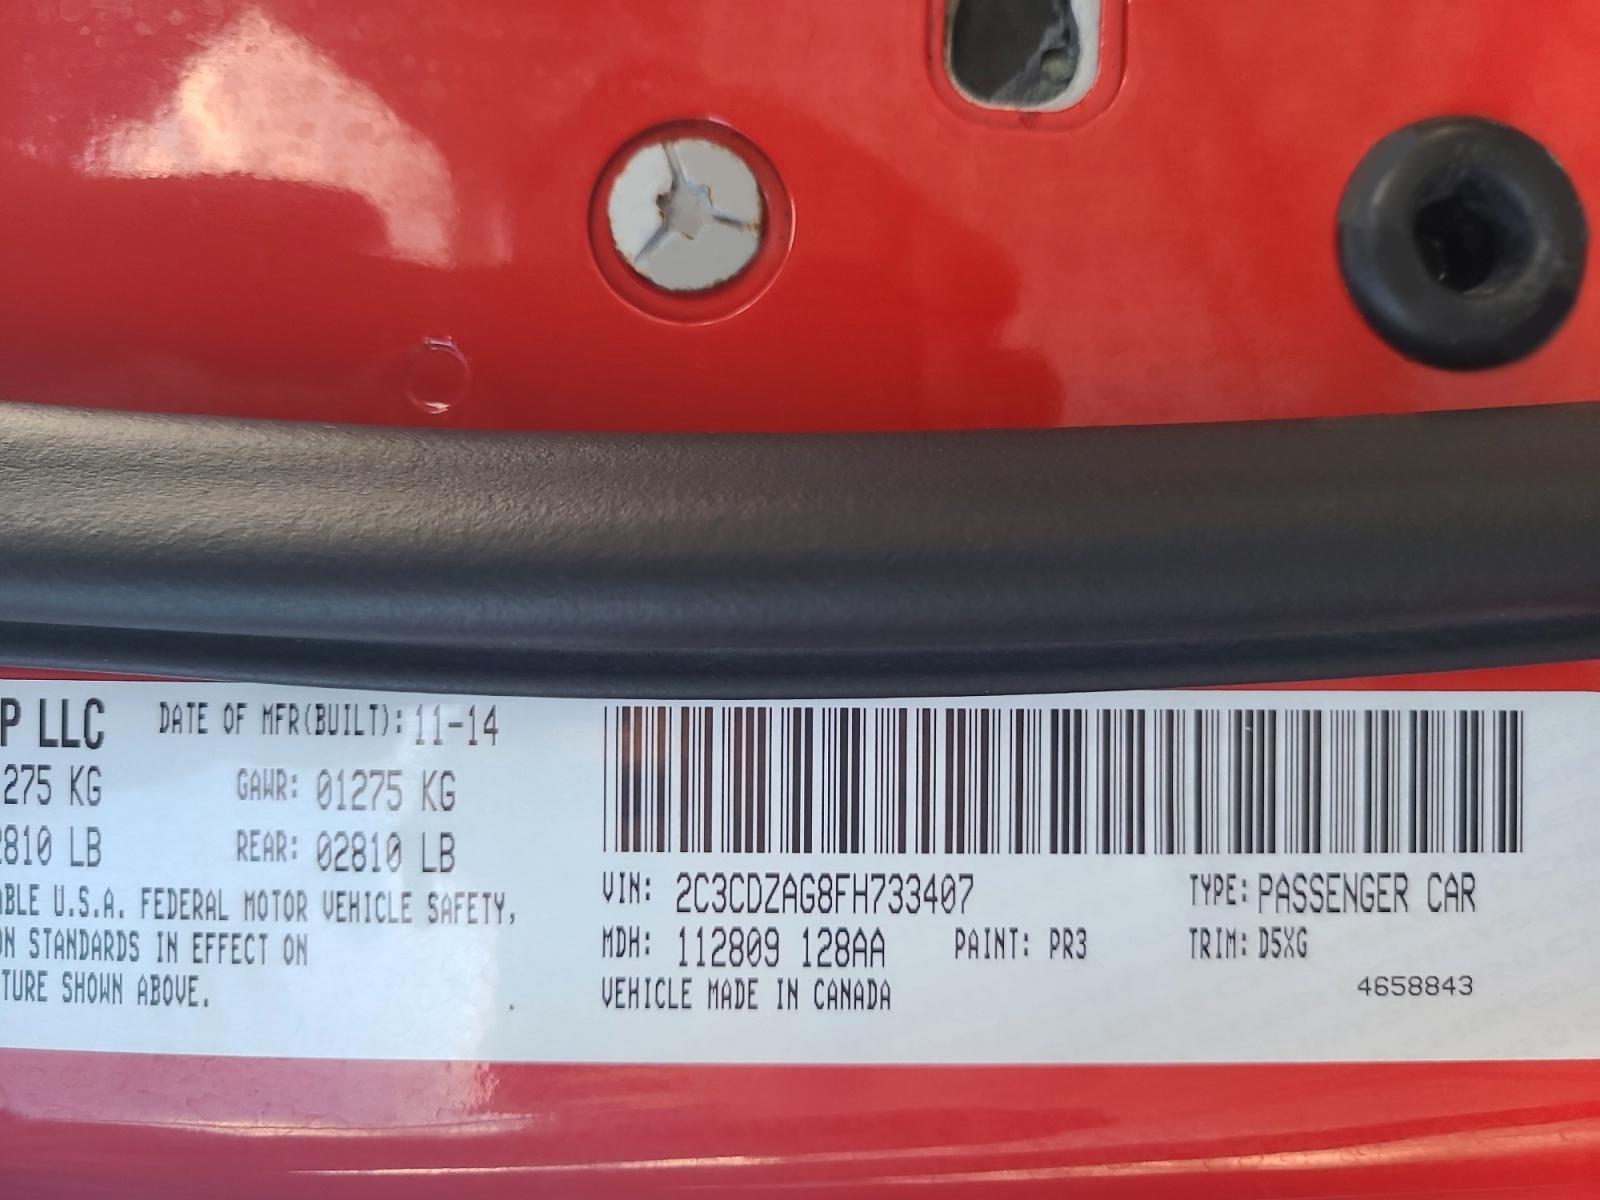 P LLC DATE OF MFR(BUILT): 11-14
275 KG GAWR: 01275 KG
2810 LB REAR: 02810 LB
ABLE U.S.A. FEDERAL MOTOR VEHICLE SAFETY,
ON STANDARDS IN EFFECT ON
TURE SHOWN ABOVE.
VIN: 2C3CDZAG8FH733407 TYPE: PASSENGER CAR
MDH: 112809 128AA PAINT: PR3 TRIM: D5XG
VEHICLE MADE IN CANADA
4658843